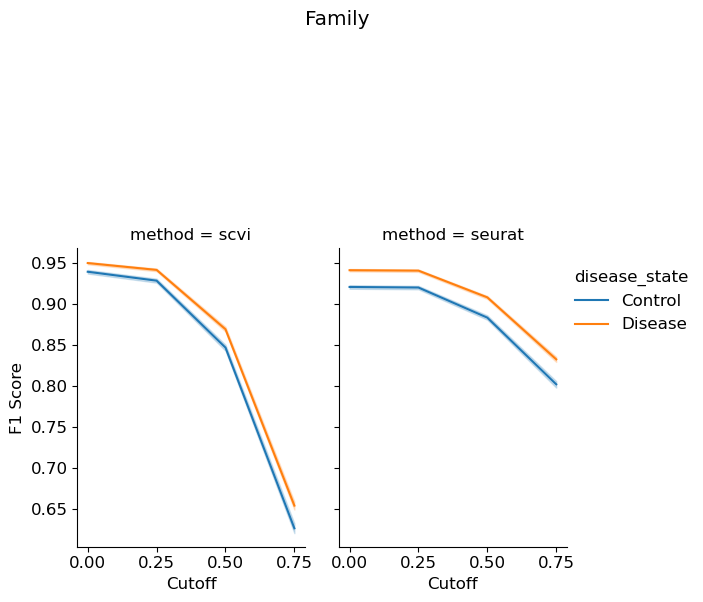 Family
method = scvi
method = seurat
F1 Score
0.95
0.90
0.85
0.80
0.75
0.70
0.65
0.00 0.25 0.50 0.75
Cutoff
0.00 0.25 0.50 0.75
Cutoff
disease_state
Control
Disease